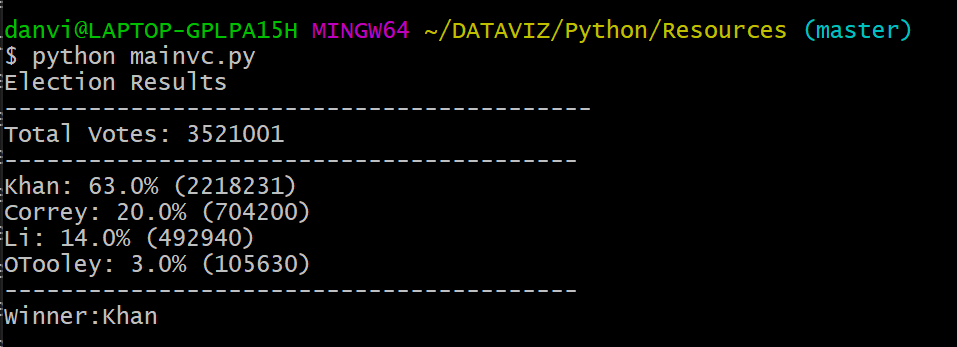 danvi@LAPTOP-GPLPA15H MINGW64 ~/DATAVIZ/Python/Resources (master)
$ python mainvc.py
Election Results
------------------------------------------
Total Votes: 3521001
-----------------------------------------
Khan: 63.0% (2218231)
Correy: 20.0% (704200)
Li: 14.0% (492940)
OTooley: 3.0% (105630)
-----------------------------------------
Winner:Khan